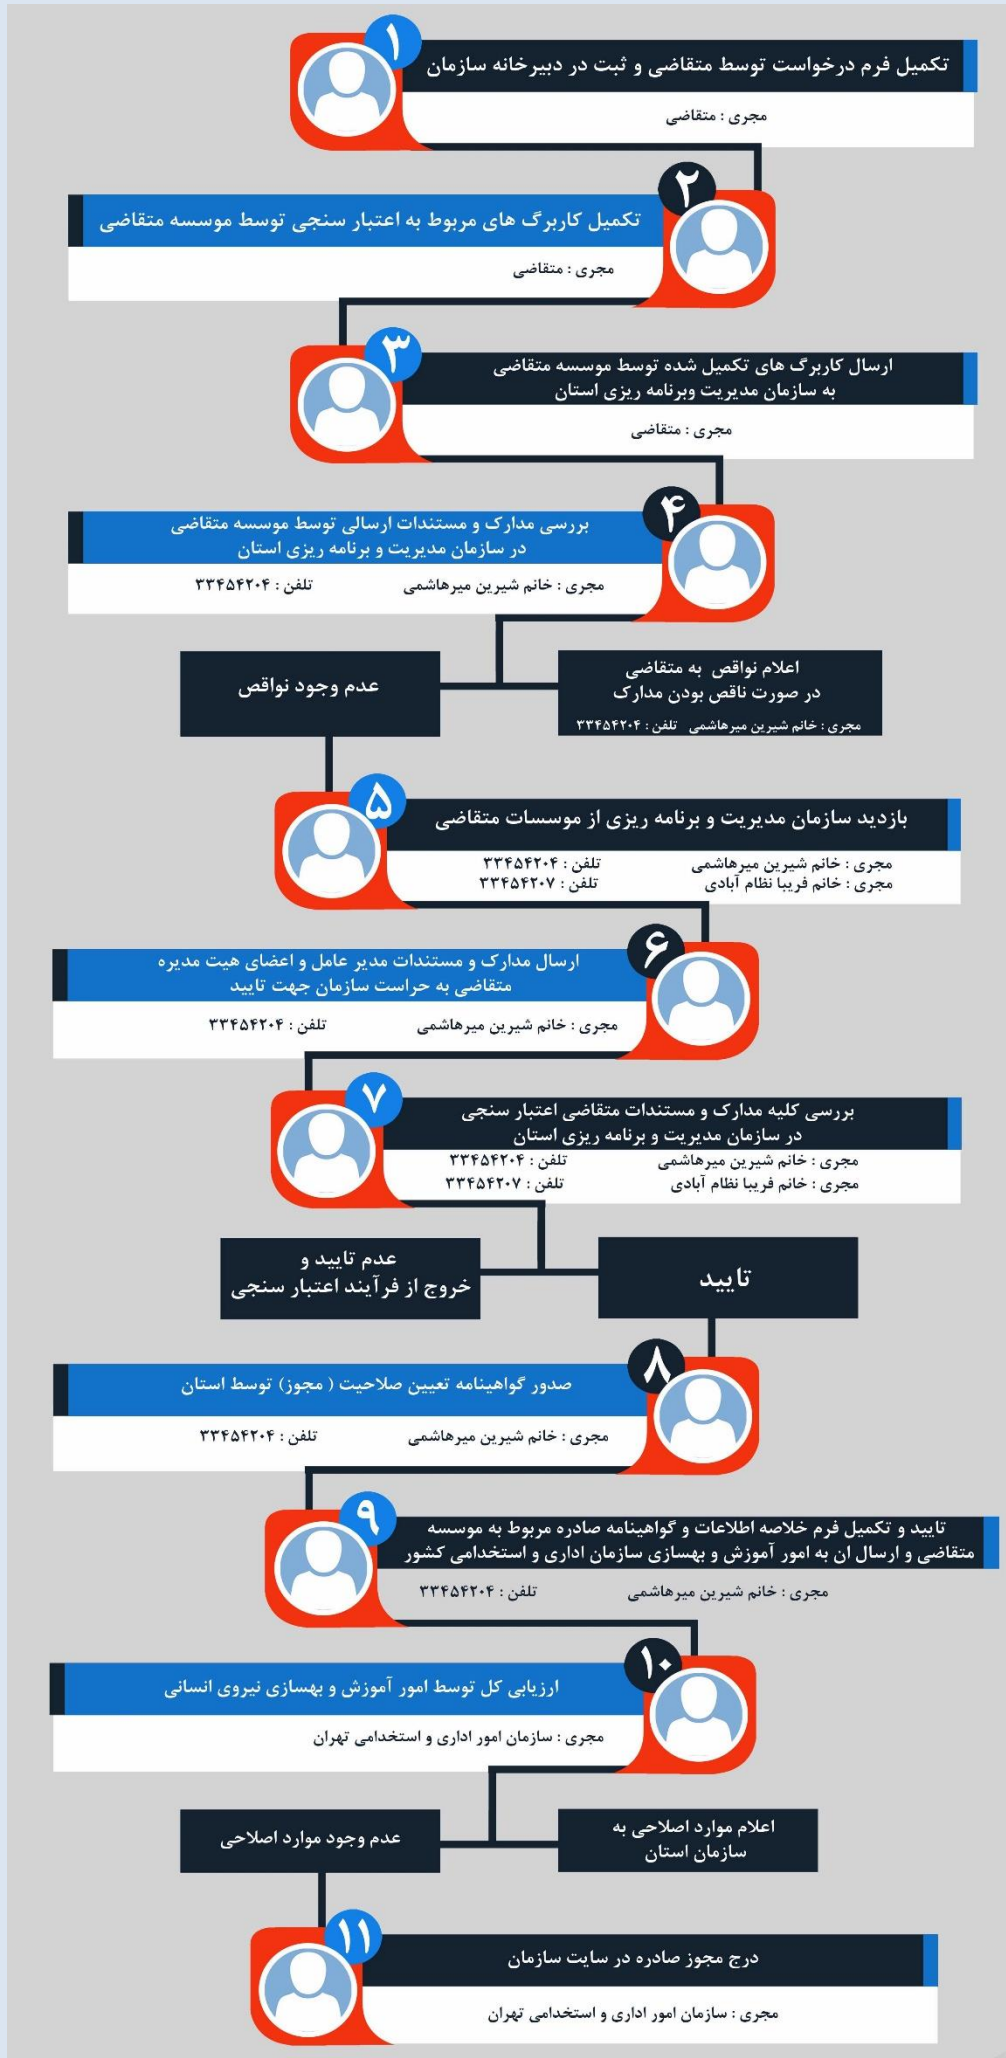 ۱
تکمیل فرم درخواست توسط متقاضی و ثبت در دبیرخانه سازمان
مجری : متقاضی
۲
تکمیل کاربرگ های مربوط به اعتبار سنجی توسط موسسه متقاضی
مجری : متقاضی
۳
ارسال کاربرگ های تکمیل شده توسط موسسه متقاضی
به سازمان مدیریت وبرنامه ریزی استان
مجری : متقاضی
۴
بررسی مدارک و مستندات ارسالی توسط موسسه متقاضی
در سازمان مدیریت و برنامه ریزی استان
مجری : خانم شیرین میرهاشمی تلفن : ۳۳۴۵۴۲۰۴
اعلام نواقص به متقاضی
در صورت ناقص بودن مدارک
مجری : خانم شیرین میرهاشمی تلفن : ۳۳۴۵۴۲۰۴
عدم وجود نواقص
۵
بازدید سازمان مدیریت و برنامه ریزی از موسسات متقاضی
مجری : خانم شیرین میرهاشمی تلفن : ۳۳۴۵۴۲۰۴
مجری : خانم فریبا نظام آبادی تلفن : ۳۳۴۵۴۲۰۷
۶
ارسال مدارک و مستندات مدیر عامل و اعضای هیت مدیره
متقاضی به حراست سازمان جهت تایید
مجری : خانم شیرین میرهاشمی تلفن : ۳۳۴۵۴۲۰۴
۷
بررسی کلیه مدارک و مستندات متقاضی اعتبار سنجی
در سازمان مدیریت و برنامه ریزی استان
مجری : خانم شیرین میرهاشمی تلفن : ۳۳۴۵۴۲۰۴
مجری : خانم فریبا نظام آبادی تلفن : ۳۳۴۵۴۲۰۷
تایید
عدم تایید و
خروج از فرآیند اعتبار سنجی
۸
صدور گواهینامه تعیین صلاحیت ( مجوز) توسط استان
مجری : خانم شیرین میرهاشمی تلفن : ۳۳۴۵۴۲۰۴
۹
تایید و تکمیل فرم خلاصه اطلاعات و گواهینامه صادره مربوط به موسسه
متقاضی و ارسال ان به امور آموزش و بهسازی سازمان اداری و استخدامی کشور
مجری : خانم شیرین میرهاشمی تلفن : ۳۳۴۵۴۲۰۴
۱۰
ارزیابی کل توسط امور آموزش و بهسازی نیروی انسانی
مجری : سازمان امور اداری و استخدامی تهران
اعلام موارد اصلاحی به
سازمان استان
عدم وجود موارد اصلاحی
۱۱
درج مجوز صادره در سایت سازمان
مجری : سازمان امور اداری و استخدامی تهران